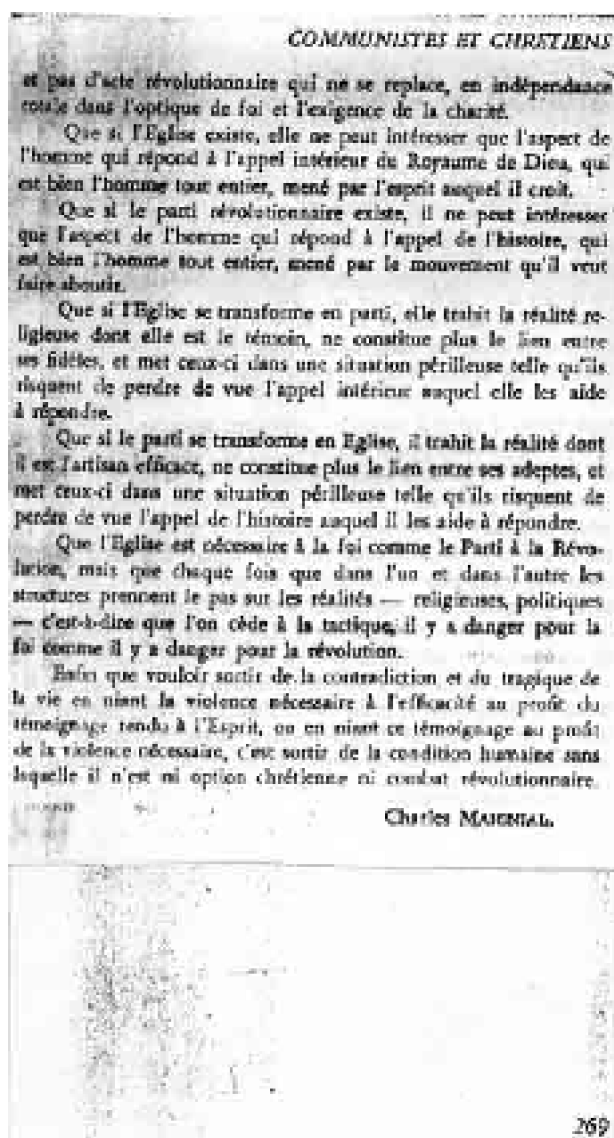 COMMUNISTES ET CHRETIENS
et pas d'acte révolutionnaire qui ne se replace, en indépendance
totale dans l'optique de foi et l'exigence de la charité.
Que si l'Eglise existe, elle ne peut intéresser que l'aspect de
l'homme qui répond à l'appel intérieur du Royaume de Dieu, qui
est bien l'homme tout entier, mené par l'esprit auquel il croit.
Que si le parti révolutionnaire existe, il ne peut intéresser
que l'aspect de l'homme qui répond à l'appel de l'histoire, qui
est bien l'homme tout entier, mené par le mouvement qu'il veut
faire aboutir.
Que si l'Eglise se transforme en parti, elle trahit la réalité re-
ligieuse dont elle est le témoin, ne constitue plus le lien entre
ses fidèles, et met ceux-ci dans une situation périlleuse telle qu'ils
risquent de perdre de vue l'appel intérieur auquel elle les aide
à répondre.
Que si le parti se transforme en Eglise, il trahit la réalité dont
il est l'artisan efficace, ne constitue plus le lien entre ses adeptes, et
met ceux-ci dans une situation périlleuse telle qu'ils risquent de
perdre de vue l'appel de l'histoire auquel il les aide à répondre.
Que l'Eglise est nécessaire à la foi comme le Parti à la Révo-
lution, mais que chaque fois que dans l'un et dans l'autre les
structures prennent le pas sur les réalités — religieuses, politiques
— c'est-à-dire que l'on cède à la tactique, il y a danger pour la
foi comme il y a danger pour la révolution.
Enfin que vouloir sortir de la contradiction et du tragique de
la vie en niant la violence nécessaire à l'efficacité au profit du
témoignage rendu à l'Esprit, ou en niant ce témoignage au profit
de la violence nécessaire, c'est sortir de la condition humaine sans
laquelle il n'est ni option chrétienne ni combat révolutionnaire.
Charles MAIGNIAL.
269